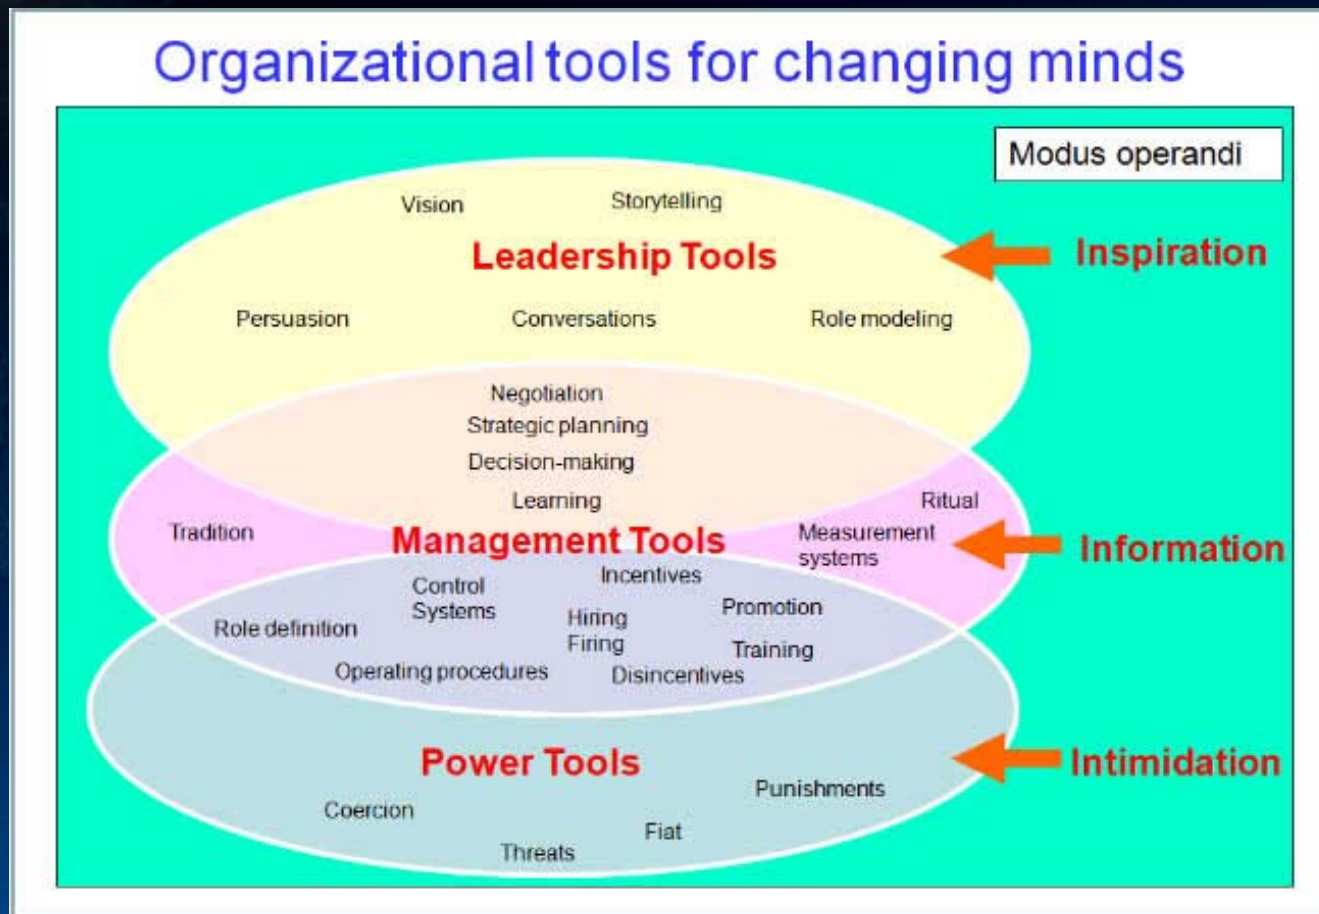 Organizational tools for changing minds
Modus operandi
Vision
Storytelling
Leadership Tools
Inspiration
Persuasion
Conversations
Role modeling
Negotiation
Strategic planning
Decision-making
Learning
Ritual
Tradition
Management Tools
Measurement
systems
Information
Control
Systems
Incentives
Hiring
Firing
Promotion
Role definition
Training
Operating procedures
Disincentives
Power Tools
Intimidation
Punishments
Coercion
Fiat
Threats